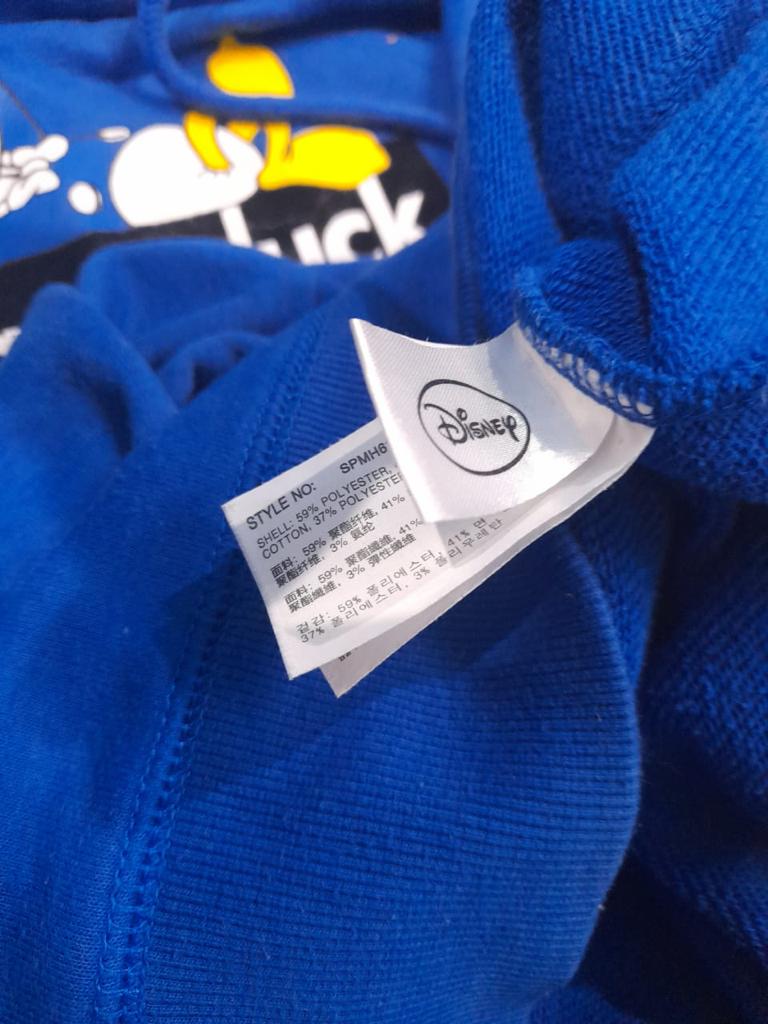 uck
Disney
STYLE NO: SPMH6
SHELL: 59% POLYESTER,
COTTON, 37% POLYESTE
面料: 59% 聚酯纤维, 41%
聚酯纤维, 3% 氨纶
面料: 59% 聚酯纖維, 41%
聚酯纖維, 3% 彈性纖維
겉감: 59% 폴리에스터, 41% 면
37% 폴리에스터, 3% 폴리우레탄